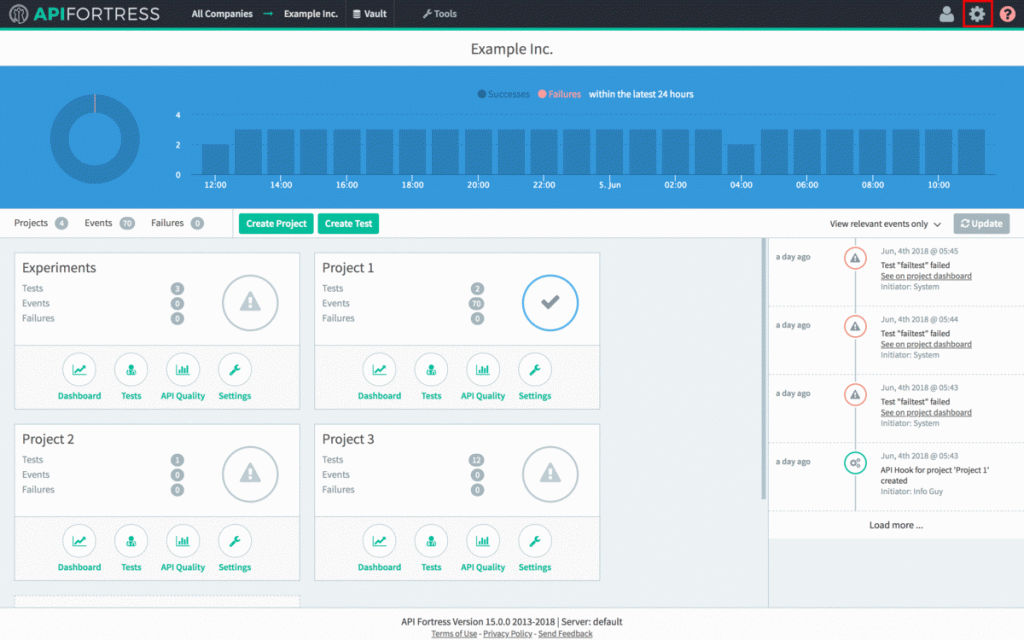 APIFORTRESS All Companies → Example Inc. Vault Tools ?
Example Inc.
Successes Failures within the latest 24 hours
4
2
0
12:00 14:00 16:00 18:00 20:00 22:00 5. Jun 02:00 04:00 06:00 08:00 10:00
Projects 4 Events 70 Failures 0 Create Project Create Test View relevant events only Update
Experiments
Tests 3
Events 0
Failures 0
Dashboard Tests API Quality Settings
Project 1
Tests 2
Events 70
Failures 0
Dashboard Tests API Quality Settings
Project 2
Tests 1
Events 0
Failures 0
Dashboard Tests API Quality Settings
Project 3
Tests 12
Events 0
Failures 0
Dashboard Tests API Quality Settings
a day ago
Jun, 4th 2018 @ 05:45
Test "failtest" failed
See on project dashboard
Initiator: System
a day ago
Jun, 4th 2018 @ 05:44
Test "failtest" failed
See on project dashboard
Initiator: System
a day ago
Jun, 4th 2018 @ 05:43
Test "failtest" failed
See on project dashboard
Initiator: System
a day ago
Jun, 4th 2018 @ 05:43
API Hook for project 'Project 1'
created
Initiator: Info Guy
Load more ...
API Fortress Version 15.0.0 2013-2018 | Server: default
Terms of Use - Privacy Policy - Send Feedback